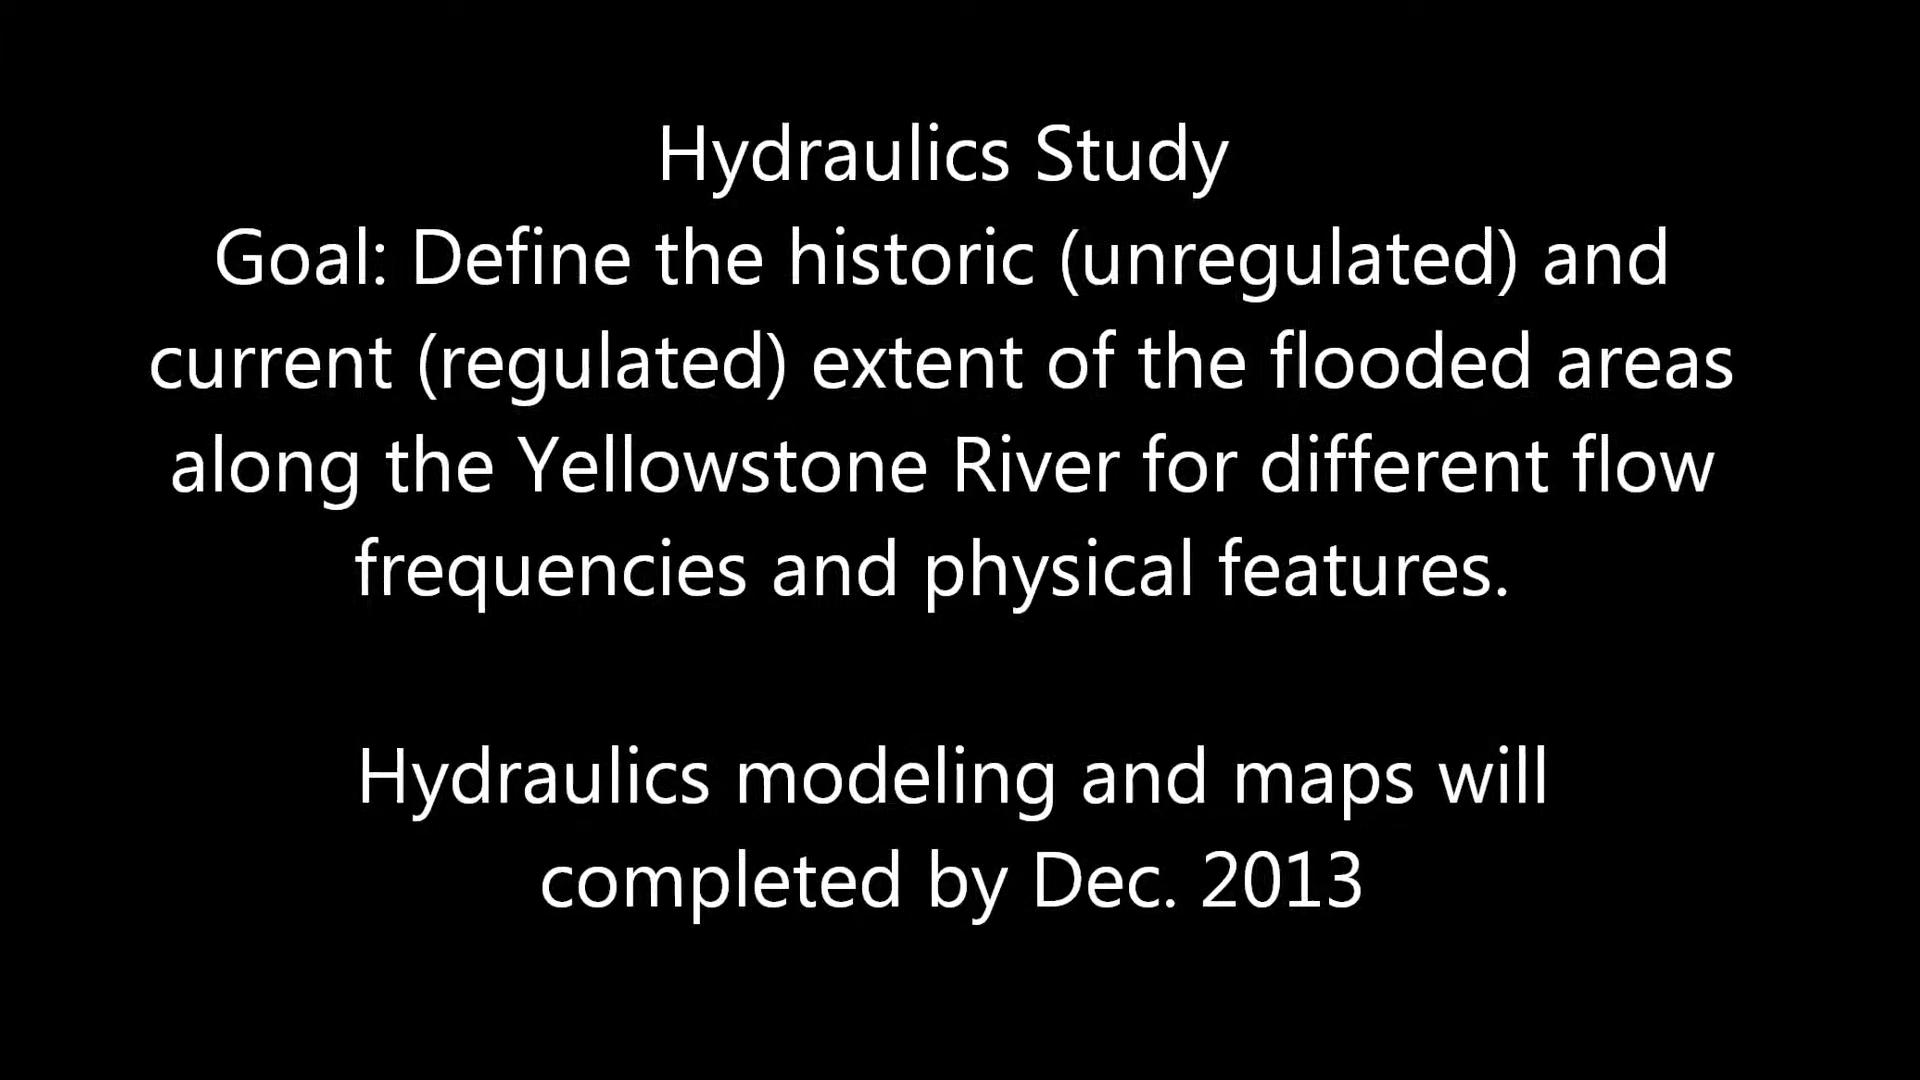 Hydraulics Study
Goal: Define the historic (unregulated) and
current (regulated) extent of the flooded areas
along the Yellowstone River for different flow
frequencies and physical features.
Hydraulics modeling and maps will
completed by Dec. 2013